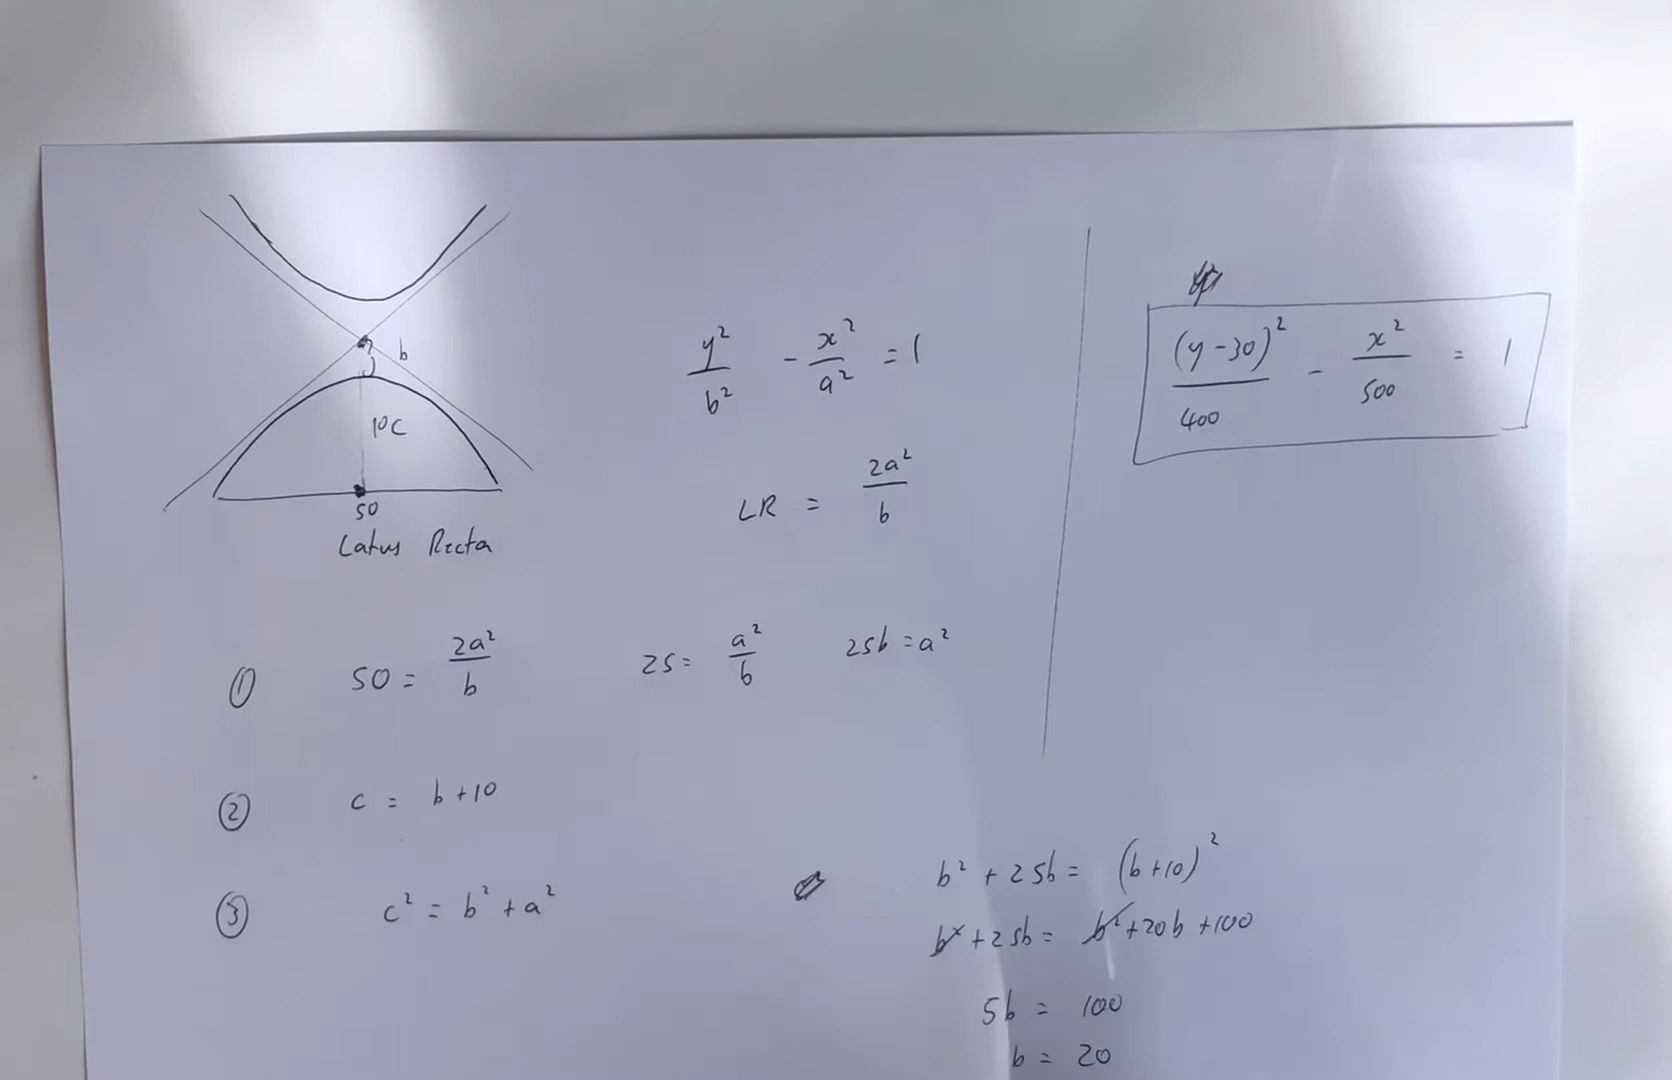 b
10C
50
Latus Recta
y²/b² - x²/a² = 1
LR = 2a²/b
① 50 = 2a²/b 25 = a²/b 25b = a²
② c = b+10
③ c² = b² + a²
b² + 25b = (b+10)²
b² + 25b = b² + 20b + 100
5b = 100
b = 20
(y-30)²/400 - x²/500 = 1